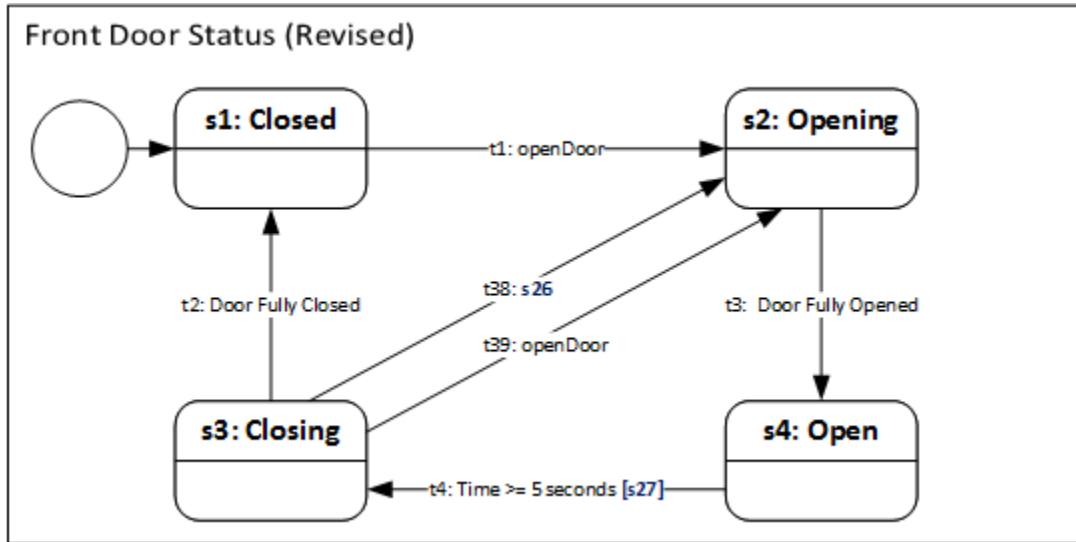 Front Door Status (Revised)
s1: Closed
s2: Opening
t1: openDoor
t38: s26
t2: Door Fully Closed
t3: Door Fully Opened
t39: openDoor
s3: Closing
s4: Open
t4: Time >= 5 seconds [s27]